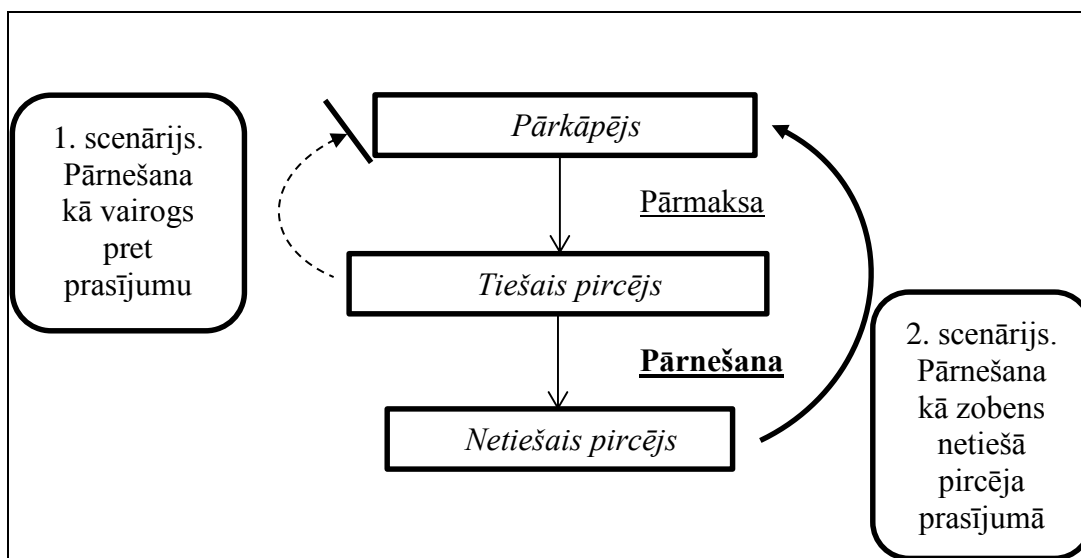 1. scenārijs.
Pārnešana
kā vairogs
pret
prasījumu
Pārkāpējs
Pārmaksa
Tiešais pircējs
Pārnešana
Netiešais pircējs
2. scenārijs.
Pārnešana
kā zobens
netiešā
pircēja
prasījumā